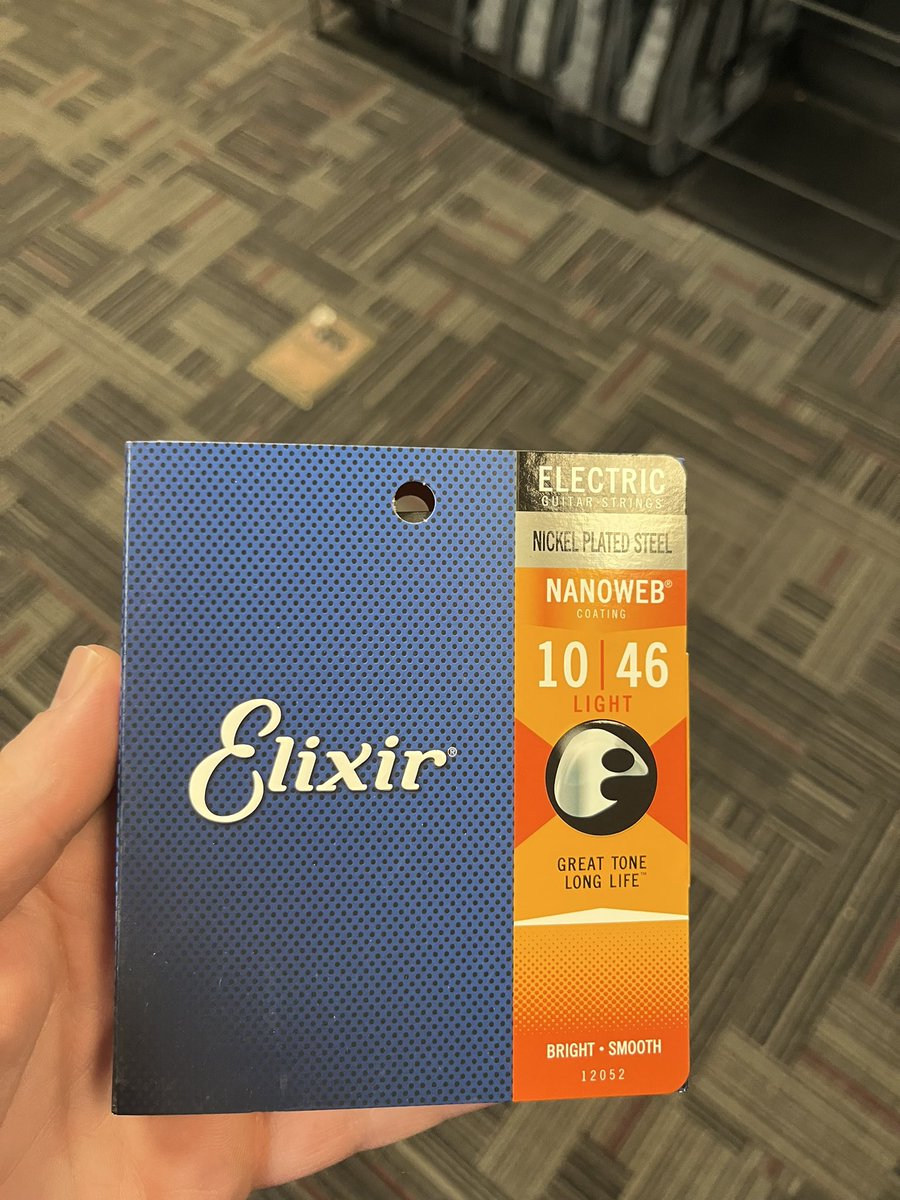 Elixir®
ELECTRIC
GUITAR STRINGS
NICKEL PLATED STEEL
NANOWEB®
COATING
10|46
LIGHT
GREAT TONE
LONG LIFE™
BRIGHT • SMOOTH
12052